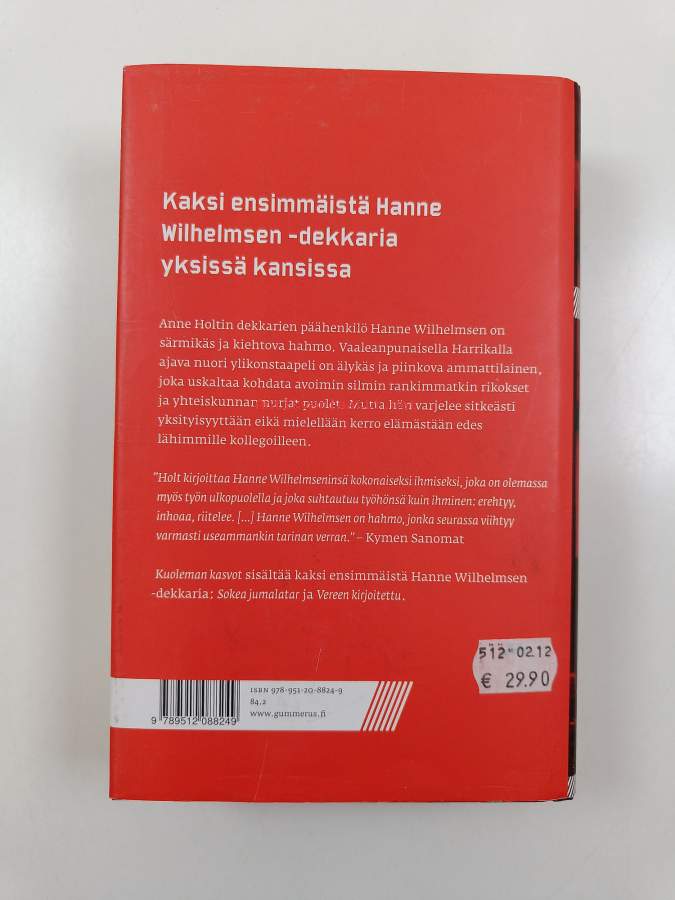 Kaksi ensimmäistä Hanne
Wilhelmsen -dekkaria
yksissä kansissa
Anne Holtin dekkarien päähenkilö Hanne Wilhelmsen on
särmikäs ja kiehtova hahmo. Vaaleanpunaisella Harrikalla
ajava nuori ylikonstaapeli on älykäs ja piinkova ammattilainen,
joka uskaltaa kohdata avoimin silmin rankimmatkin rikokset
ja yhteiskunnan nurjat puolet. Mutta hän varjelee sitkeästi
yksityisyyttään eikä mielellään kerro elämästään edes
lähimmille kollegoilleen.
"Holt kirjoittaa Hanne Wilhelmseninsä kokonaiseksi ihmiseksi, joka on olemassa
myös työn ulkopuolella ja joka suhtautuu työhönsä kuin ihminen: erehtyy,
inhoaa, riitelee. [...] Hanne Wilhelmsen on hahmo, jonka seurassa viihtyy
varmasti useammankin tarinan verran." – Kymen Sanomat
Kuoleman kasvot sisältää kaksi ensimmäistä Hanne Wilhelmsen
-dekkaria: Sokea jumalatar ja Vereen kirjoitettu.
512 02.12
€ 29.90
ISBN 978-951-20-8824-9
84.2
www.gummerus.fi
9 789512 088249